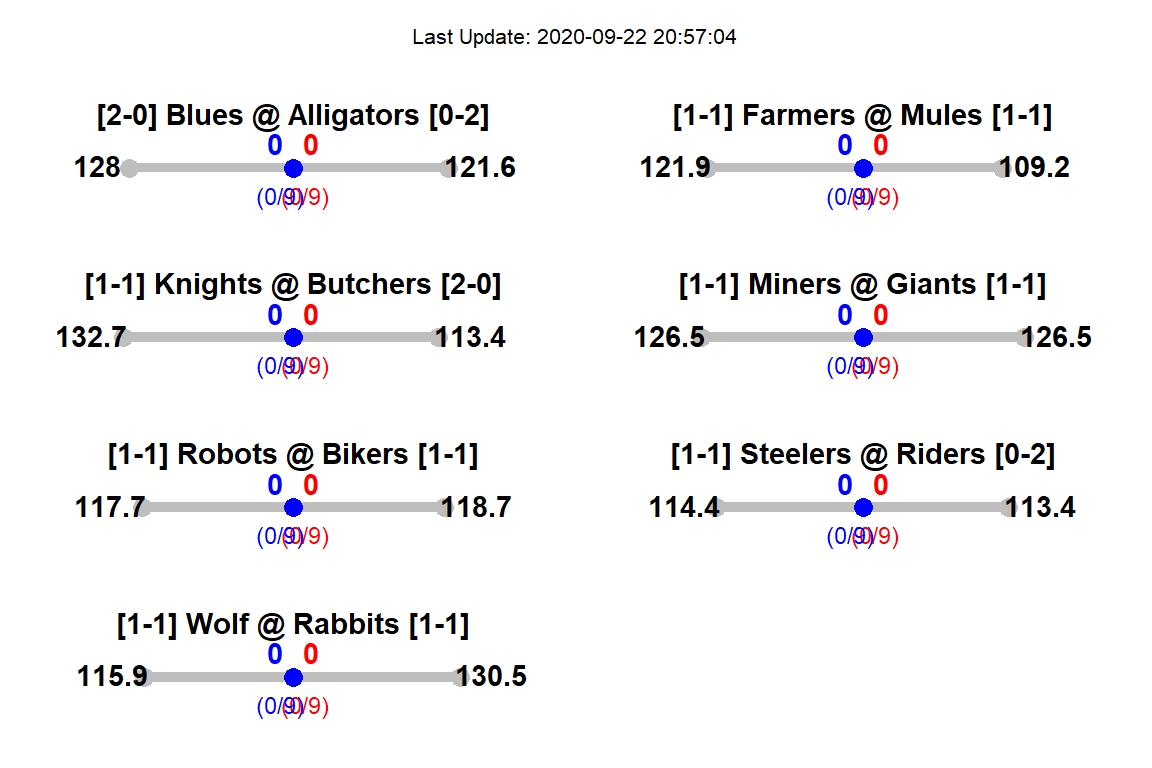 Last Update: 2020-09-22 20:57:04
[2-0] Blues @ Alligators [0-2]
0 0
128 121.6
(0/9) (0/9)
[1-1] Farmers @ Mules [1-1]
0 0
121.9 109.2
(0/9) (0/9)
[1-1] Knights @ Butchers [2-0]
0 0
132.7 113.4
(0/9) (0/9)
[1-1] Miners @ Giants [1-1]
0 0
126.5 126.5
(0/9) (0/9)
[1-1] Robots @ Bikers [1-1]
0 0
117.7 118.7
(0/9) (0/9)
[1-1] Steelers @ Riders [0-2]
0 0
114.4 113.4
(0/9) (0/9)
[1-1] Wolf @ Rabbits [1-1]
0 0
115.9 130.5
(0/9) (0/9)